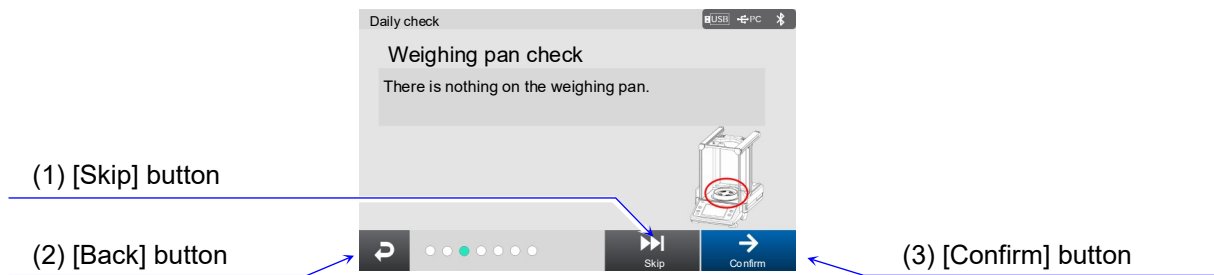 Daily check
USB PC
Weighing pan check
There is nothing on the weighing pan.
(1) [Skip] button
(2) [Back] button
Skip
Confirm
(3) [Confirm] button